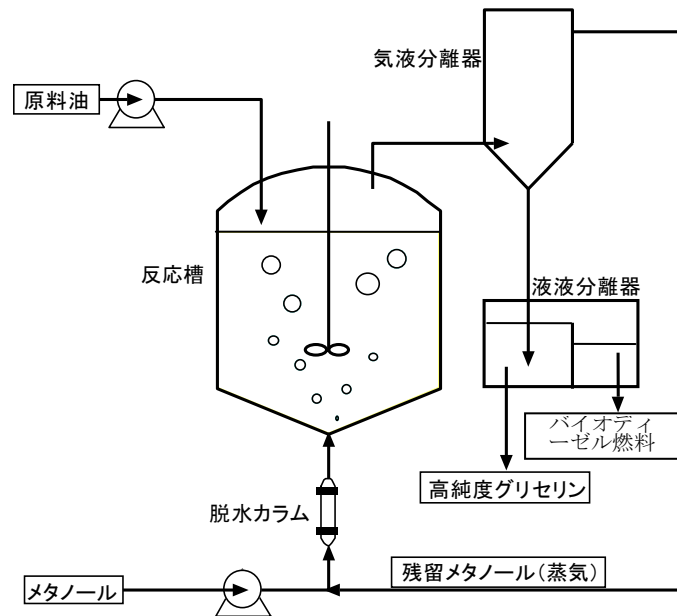 気液分離器
原料油
反応槽
液液分離器
バイオディ
ーゼル燃料
高純度グリセリン
脱水カラム
残留メタノール(蒸気)
メタノール